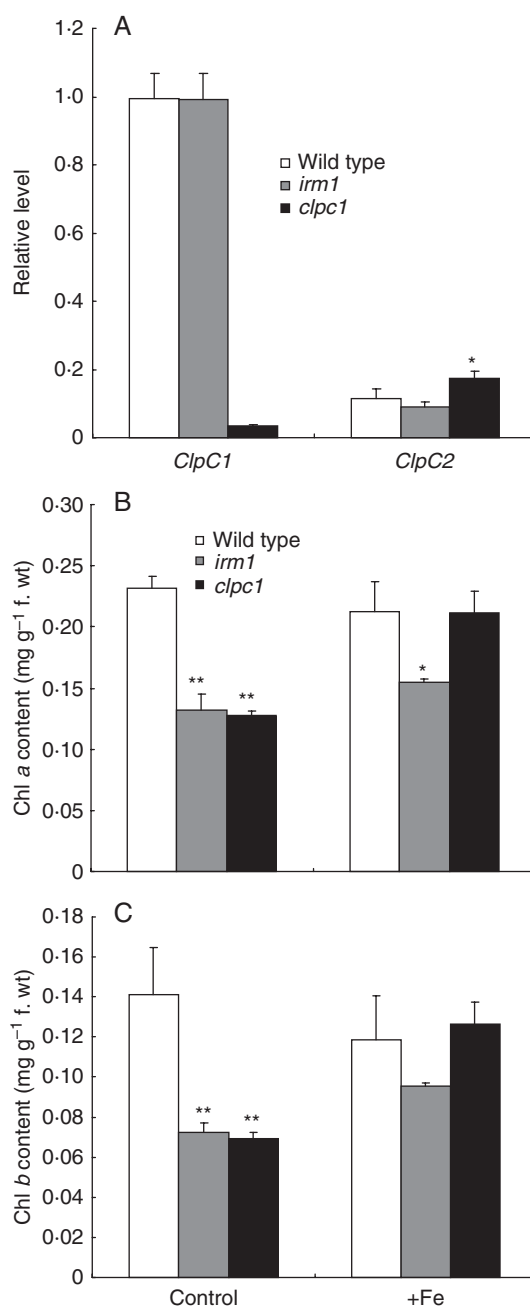 A
1·2
1·0
0·8
0·6
0·4
0·2
0
Relative level
Wild type
irm1
clpc1
*
ClpC1
ClpC2
B
0·30
0·25
0·20
0·15
0·10
0·05
0
Chl a content (mg g⁻¹ f. wt)
Wild type
irm1
clpc1
**
**
*
C
0·18
0·16
0·14
0·12
0·10
0·08
0·06
0·04
0·02
0
Chl b content (mg g⁻¹ f. wt)
**
**
Control
+Fe